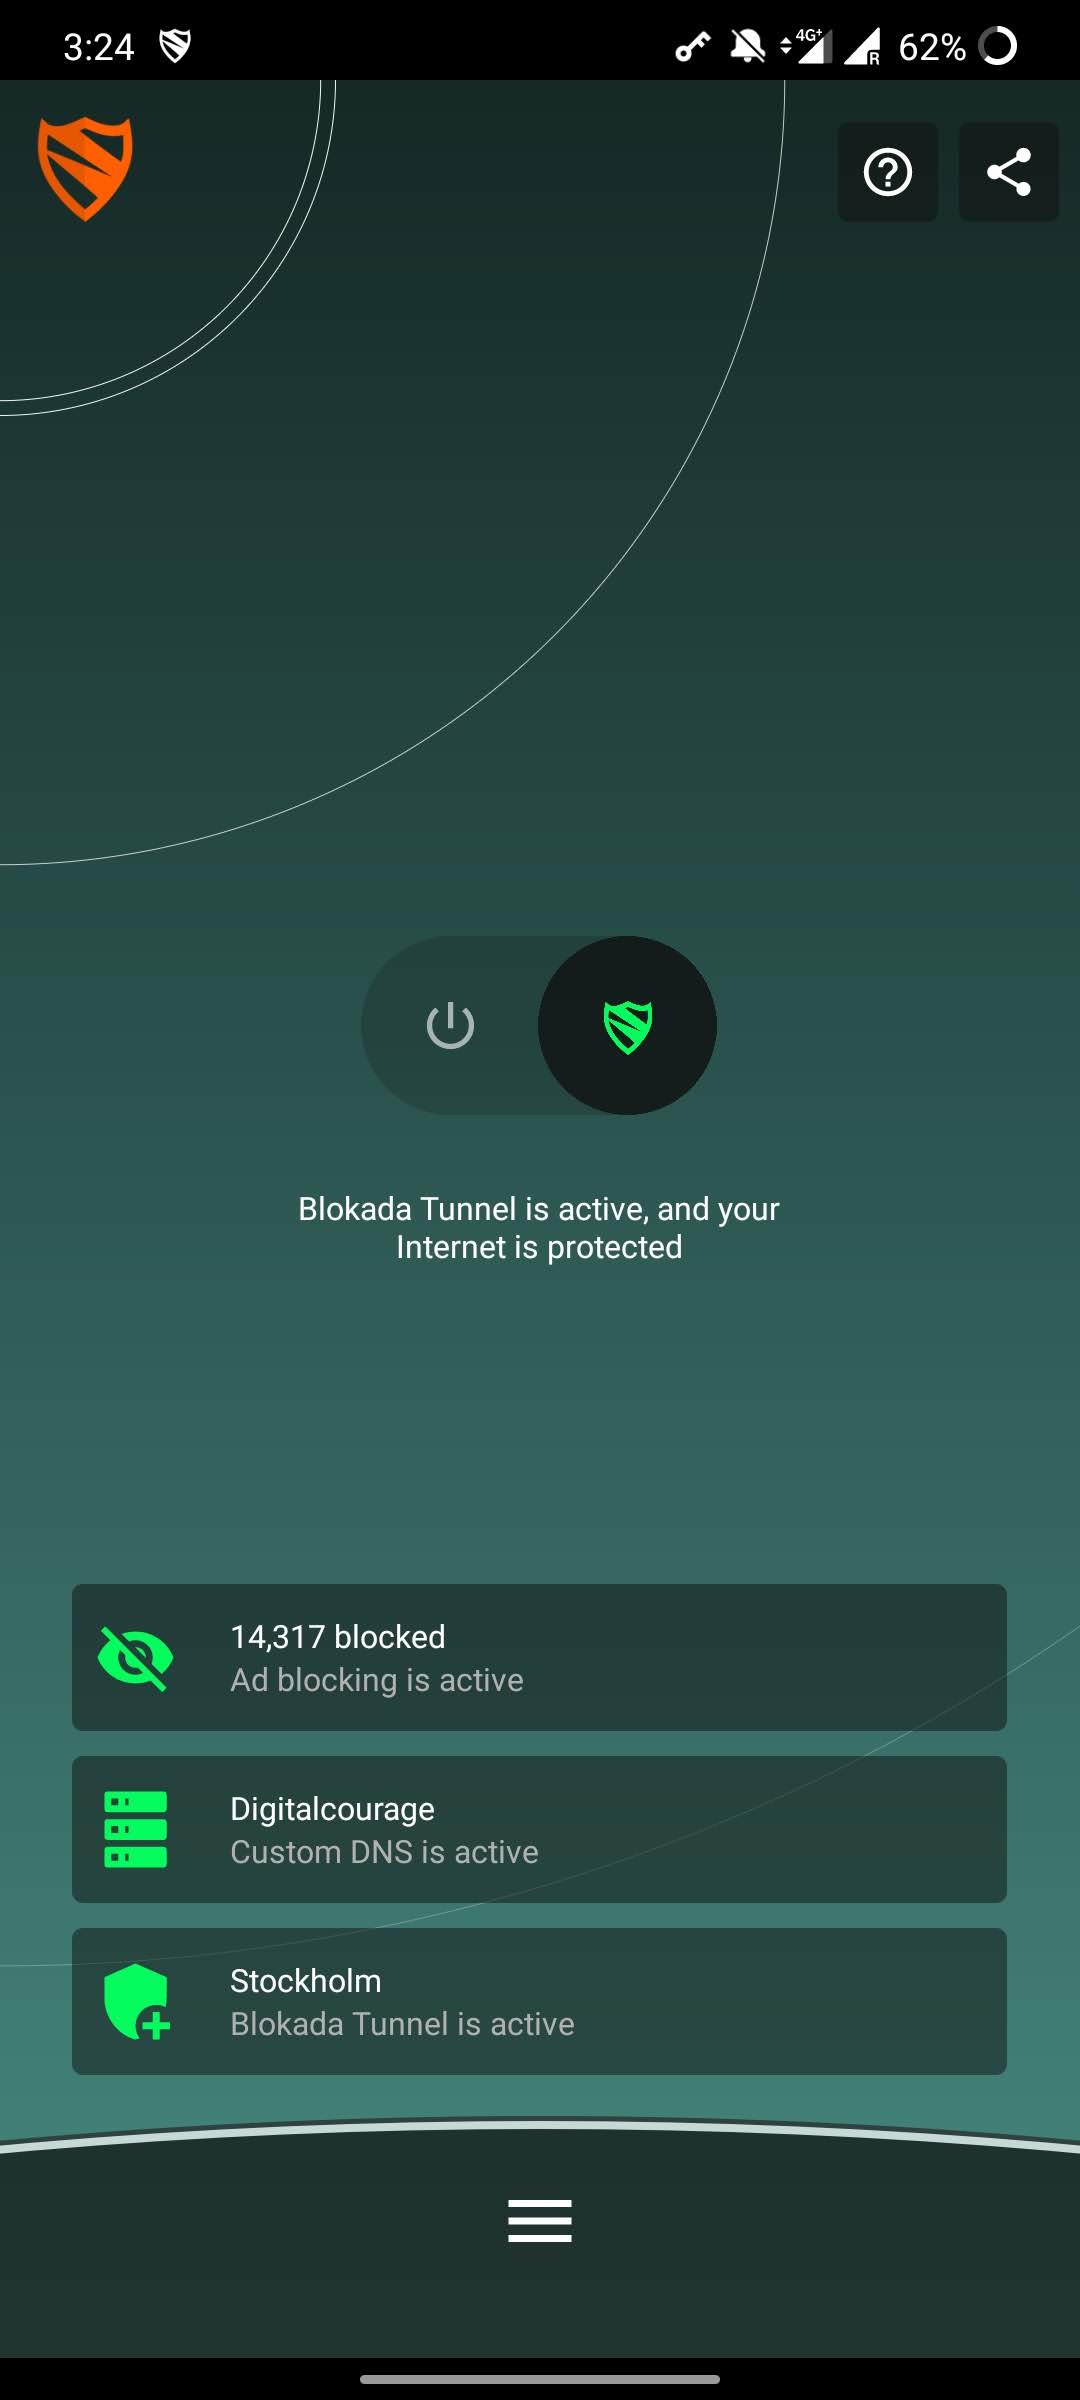 3:24
4G+
R
62%
Blokada Tunnel is active, and your
Internet is protected
14,317 blocked
Ad blocking is active
Digitalcourage
Custom DNS is active
Stockholm
Blokada Tunnel is active